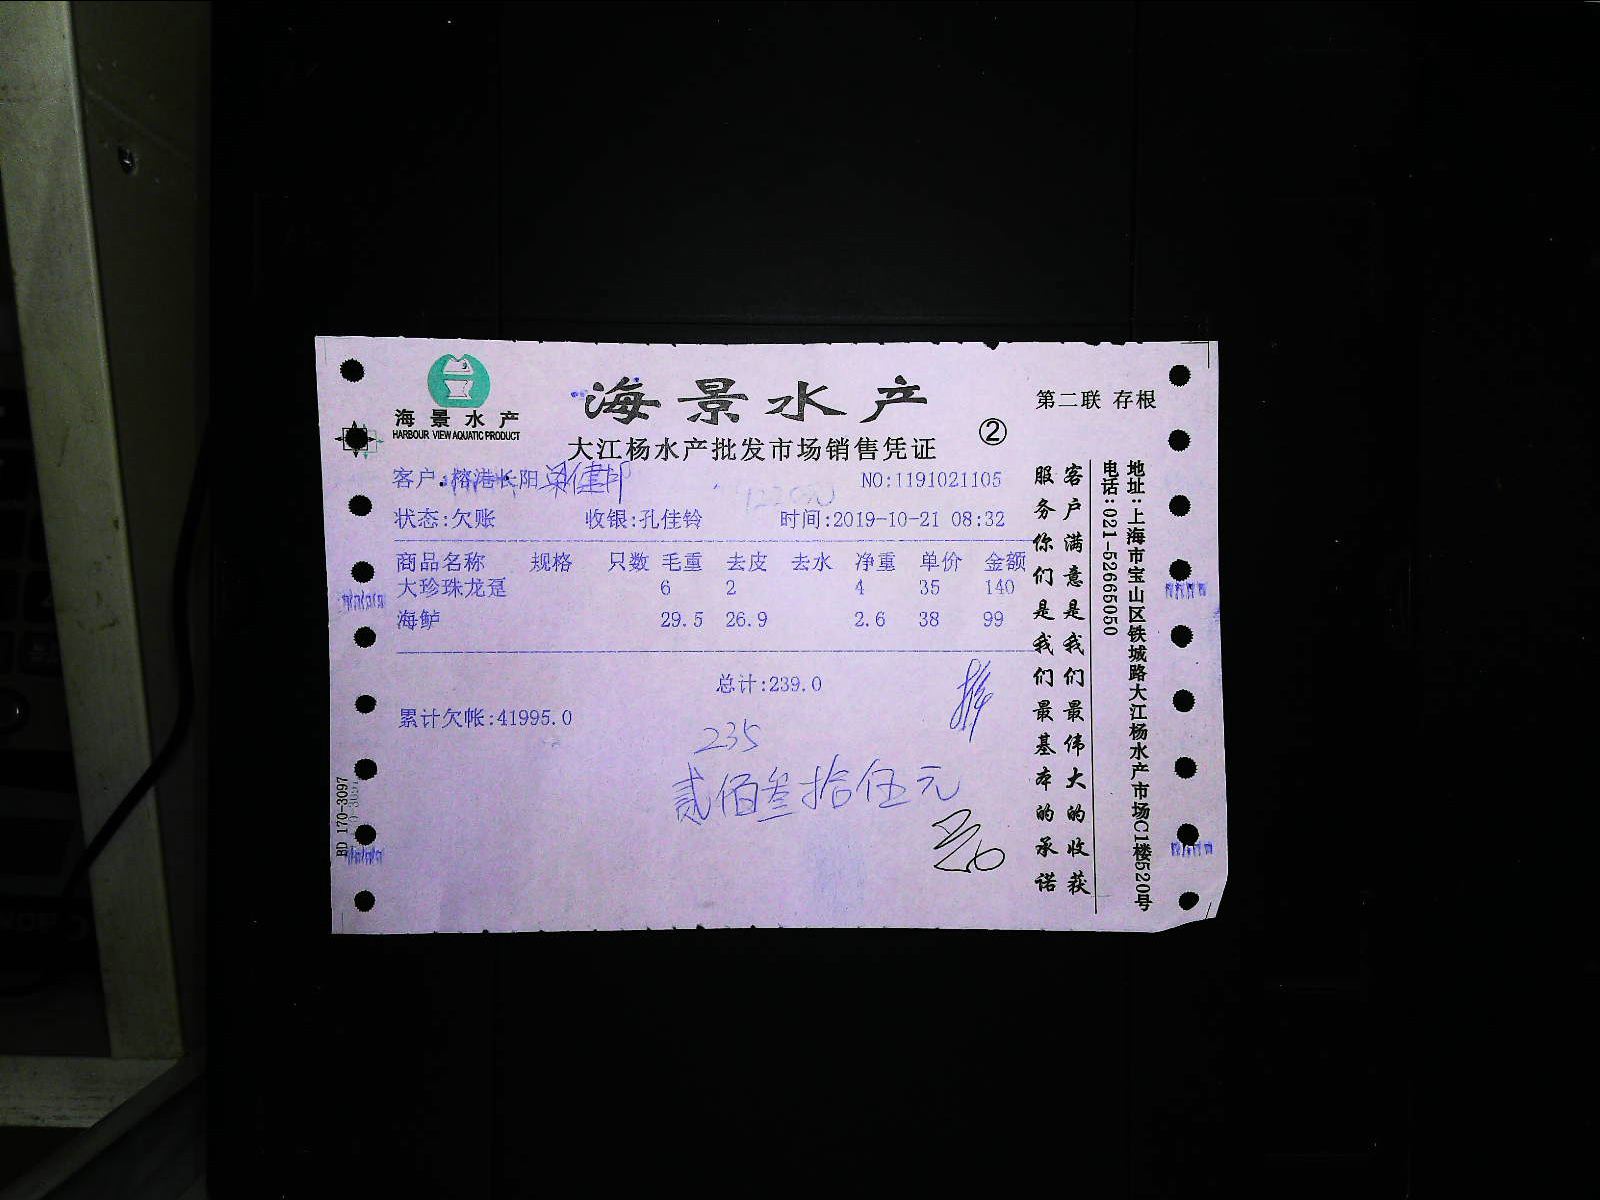 海景水产
HARBOUR VIEW AQUATIC PRODUCT
海景水产
大江杨水产批发市场销售凭证
②
第二联 存根
客户:榕港长阳
NO:1191021105
状态:欠账 收银:孔佳铃 时间:2019-10-21 08:32
商品名称 规格 只数 毛重 去皮 去水 净重 单价 金额
大珍珠龙趸 6 2 4 35 140
海鲈 29.5 26.9 2.6 38 99
总计:239.0
累计欠帐:41995.0
235
贰佰叁拾伍元
客户满意是我们最伟大的收获
服务你们是我们最基本的承诺
地址:上海市宝山区铁城路大江杨水产市场C1楼520号
电话:021-52665050
BD 170-3097